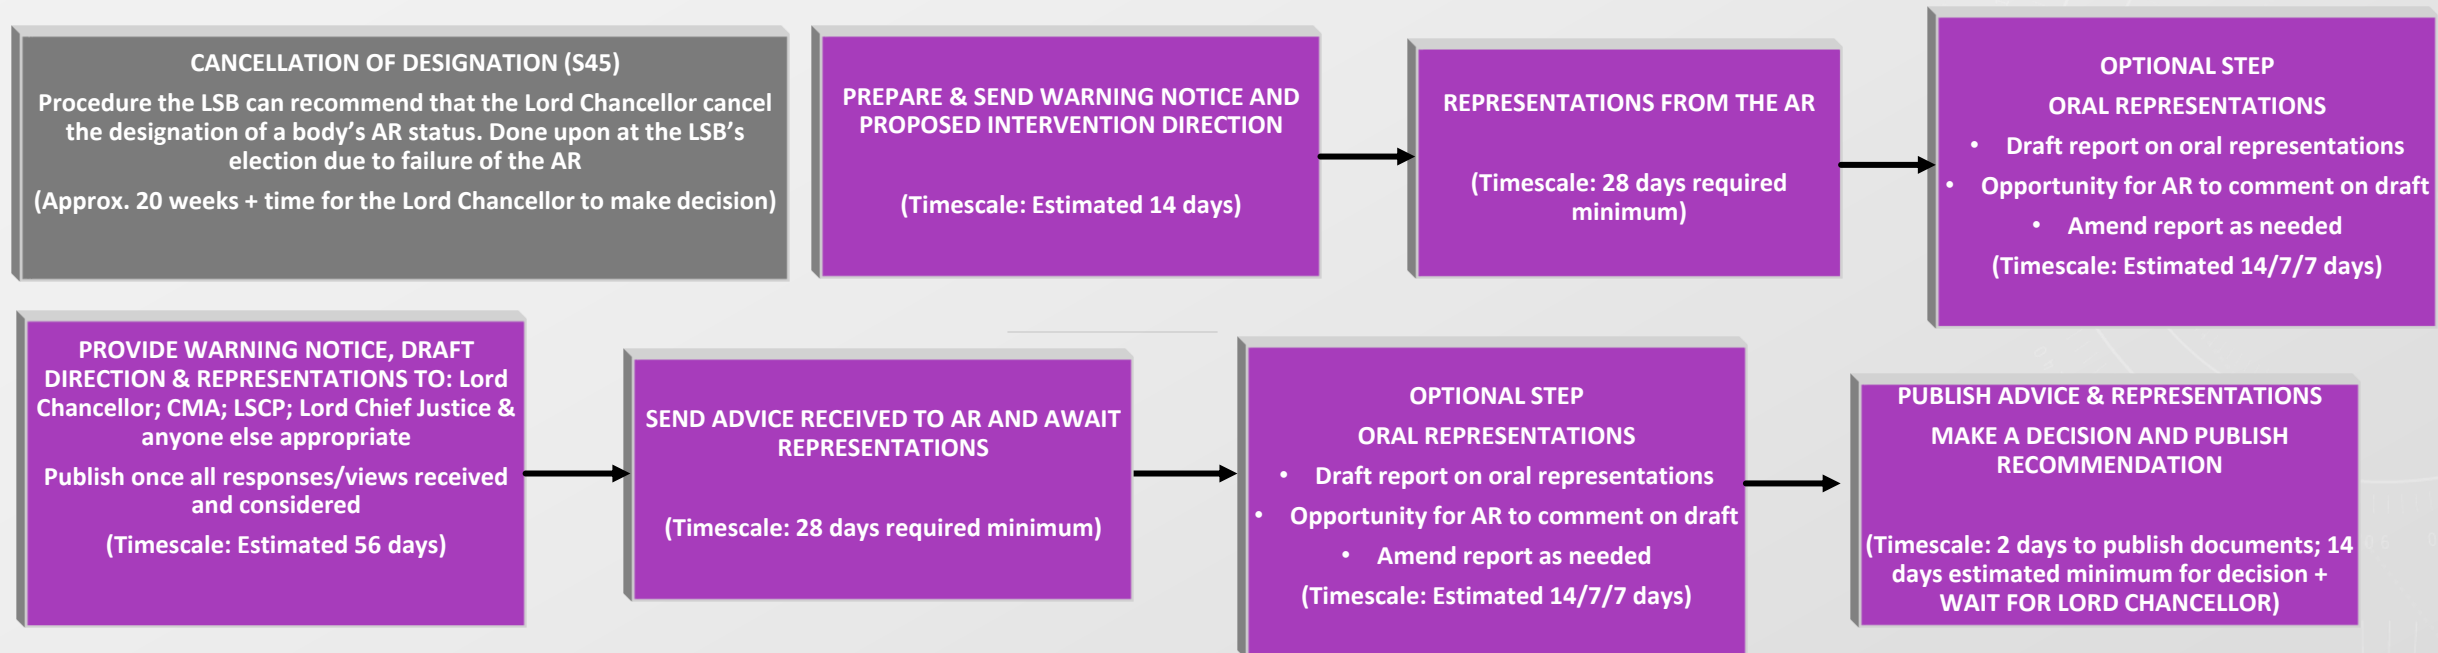 CANCELLATION OF DESIGNATION (S45)
Procedure the LSB can recommend that the Lord Chancellor cancel
the designation of a body's AR status. Done upon at the LSB's
election due to failure of the AR
(Approx. 20 weeks + time for the Lord Chancellor to make decision)
PREPARE & SEND WARNING NOTICE AND
PROPOSED INTERVENTION DIRECTION
(Timescale: Estimated 14 days)
REPRESENTATIONS FROM THE AR
(Timescale: 28 days required
minimum)
OPTIONAL STEP
ORAL REPRESENTATIONS
• Draft report on oral representations
• Opportunity for AR to comment on draft
• Amend report as needed
(Timescale: Estimated 14/7/7 days)
PROVIDE WARNING NOTICE, DRAFT
DIRECTION & REPRESENTATIONS TO: Lord
Chancellor; CMA; LSCP; Lord Chief Justice &
anyone else appropriate
Publish once all responses/views received
and considered
(Timescale: Estimated 56 days)
SEND ADVICE RECEIVED TO AR AND AWAIT
REPRESENTATIONS
(Timescale: 28 days required minimum)
OPTIONAL STEP
ORAL REPRESENTATIONS
• Draft report on oral representations
• Opportunity for AR to comment on draft
• Amend report as needed
(Timescale: Estimated 14/7/7 days)
PUBLISH ADVICE & REPRESENTATIONS
MAKE A DECISION AND PUBLISH
RECOMMENDATION
(Timescale: 2 days to publish documents; 14
days estimated minimum for decision +
WAIT FOR LORD CHANCELLOR)